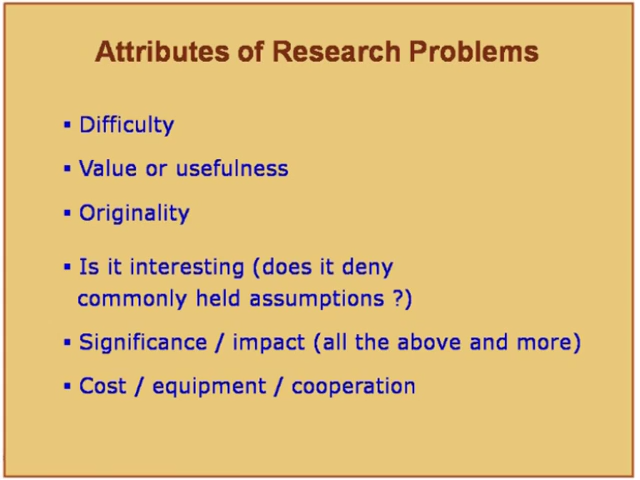 Attributes of Research Problems
▪ Difficulty
▪ Value or usefulness
▪ Originality
▪ Is it interesting (does it deny
commonly held assumptions ?)
▪ Significance / impact (all the above and more)
▪ Cost / equipment / cooperation